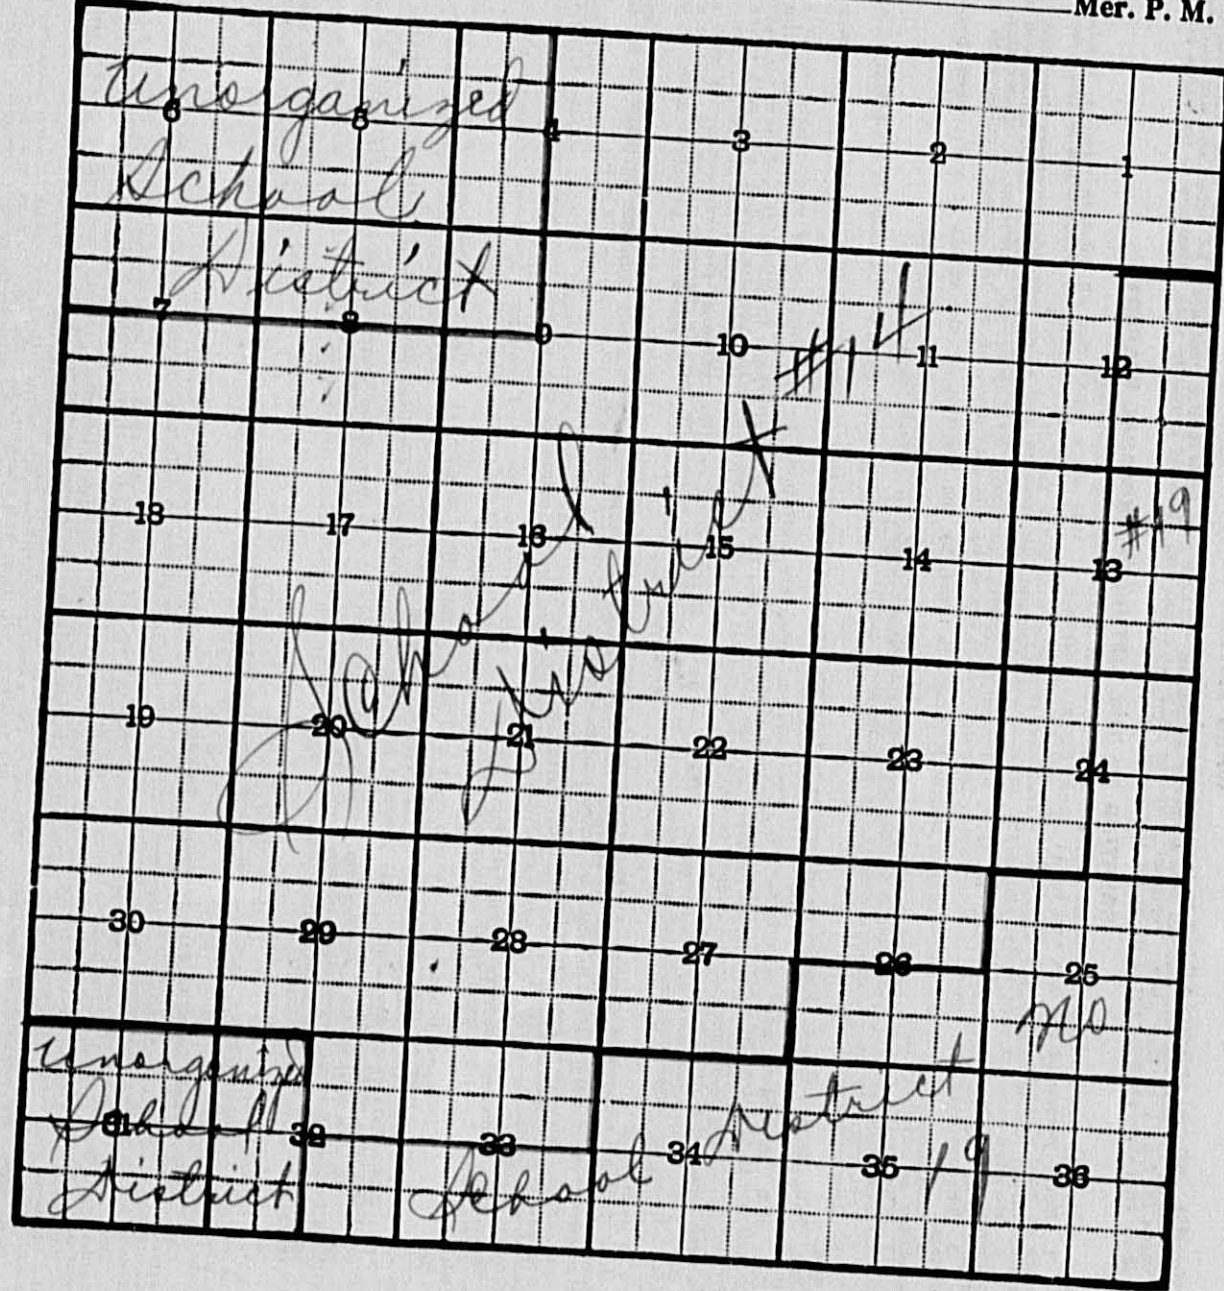 Mer. P. M.
Unorganized
6 5 4 3 2 1
School
District
7 8 9 10 #14 11 12
18 17 16 15 14 13 #19
School District
19 20 21 22 23 24
30 29 28 27 26 25
No
Unorganized
School
District
31 32 33 34 35 36
School District 19